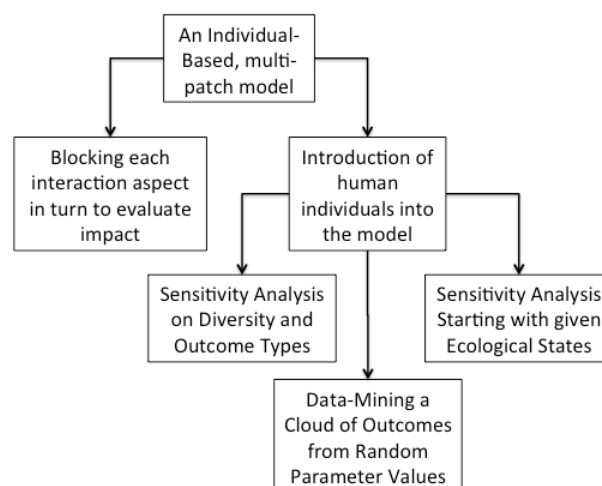 An Individual-
Based, multi-
patch model
Blocking each
interaction aspect
in turn to evaluate
impact
Introduction of
human
individuals into
the model
Sensitivity Analysis
on Diversity and
Outcome Types
Sensitivity Analysis
Starting with given
Ecological States
Data-Mining a
Cloud of Outcomes
from Random
Parameter Values